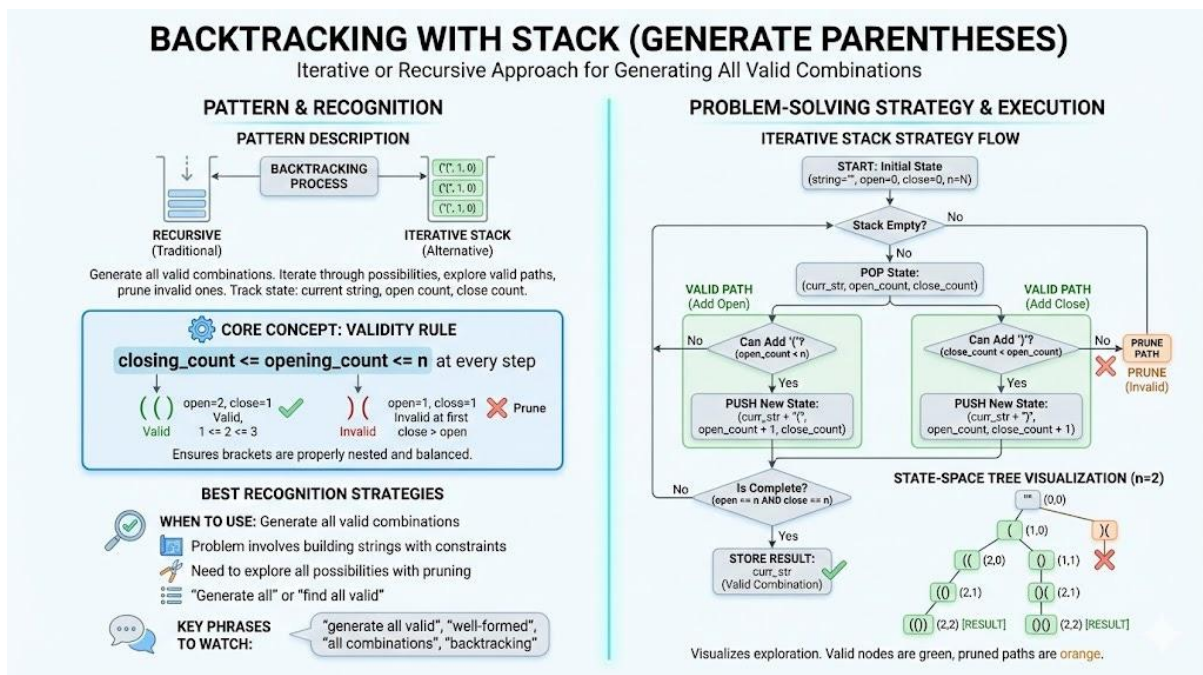 BACKTRACKING WITH STACK (GENERATE PARENTHESES)
Iterative or Recursive Approach for Generating All Valid Combinations
PATTERN & RECOGNITION
PATTERN DESCRIPTION
BACKTRACKING
PROCESS
("(", 1, 0)
("(", 1, 0)
("(", 1, 0)
RECURSIVE
(Traditional)
ITERATIVE STACK
(Alternative)
Generate all valid combinations. Iterate through possibilities, explore valid paths,
prune invalid ones. Track state: current string, open count, close count.
CORE CONCEPT: VALIDITY RULE
closing_count <= opening_count <= n at every step
( ( )
Valid
open=2, close=1
Valid,
1 <= 2 <= 3
) (
Invalid
open=1, closs=1
Invalid at first
close > open
Prune
Ensures brackets are properly nested and balanced.
BEST RECOGNITION STRATEGIES
WHEN TO USE: Generate all valid combinations
Problem involves building strings with constraints
Need to explore all possibilities with pruning
"Generate all" or "find all valid"
KEY PHRASES
TO WATCH:
"generate all valid", "well-formed",
"all combinations", "backtracking"
PROBLEM-SOLVING STRATEGY & EXECUTION
ITERATIVE STACK STRATEGY FLOW
START: Initial State
(string="", open=0, close=0, n=N)
Stack Empty?
No
No
POP State:
(curr_str, open_count, close_count)
VALID PATH
(Add Open)
VALID PATH
(Add Close)
No
Can Add '('?
(open_count < n)
Can Add ')'?
(close_count < open_count)
No
PRUNE
PATH
PRUNE
(Invalid)
Yes
Yes
PUSH New State:
(curr_str + "(",
open_count + 1, close_count)
PUSH New State:
(curr_str + ")",
open_count, close_count + 1)
No
Is Complete?
(open == n AND close == n)
Yes
STORE RESULT:
curr_str
(Valid Combination)
STATE-SPACE TREE VISUALIZATION (n=2)
"" (0,0)
( (1,0)
)(
(( (2,0)
() (1,1)
(() (2,1)
()( (2,1)
(()) (2,2) [RESULT]
()() (2,2) [RESULT]
Visualizes exploration. Valid nodes are green, pruned paths are orange.